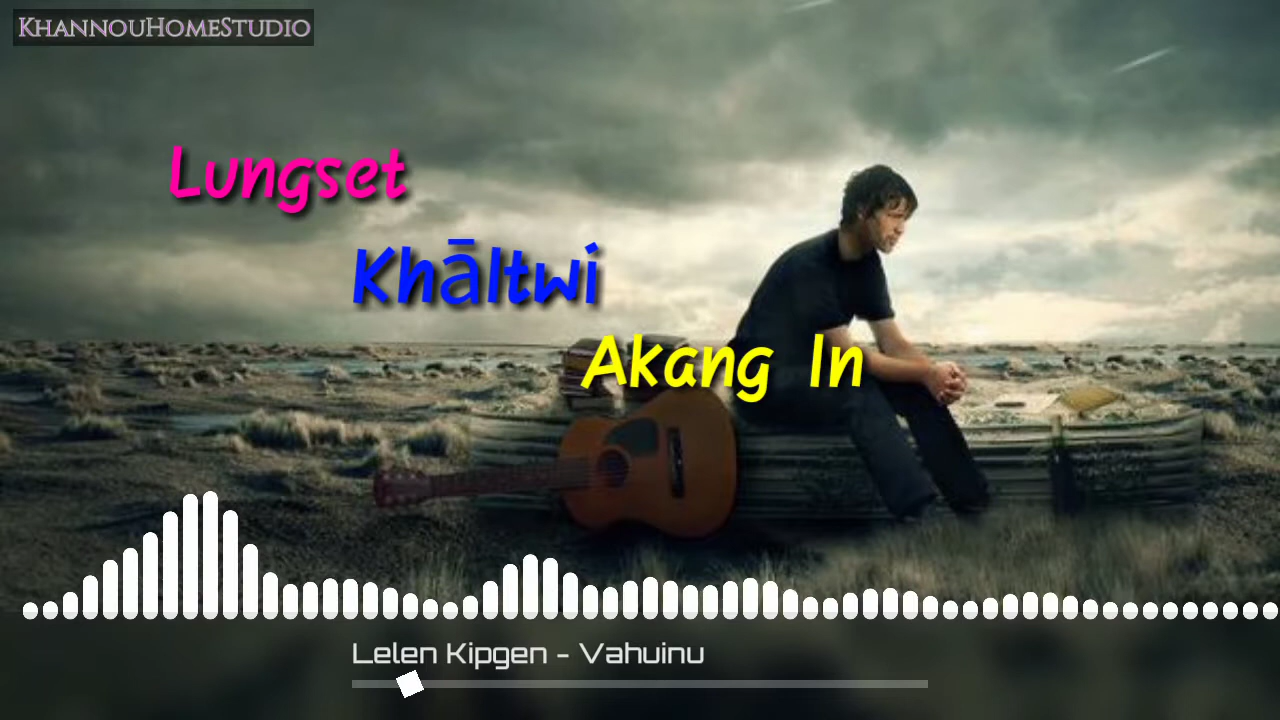 KhannouHomeStudio
Lungset
Khāltwi
Akang In
Lelen Kipgen - Vahuinu